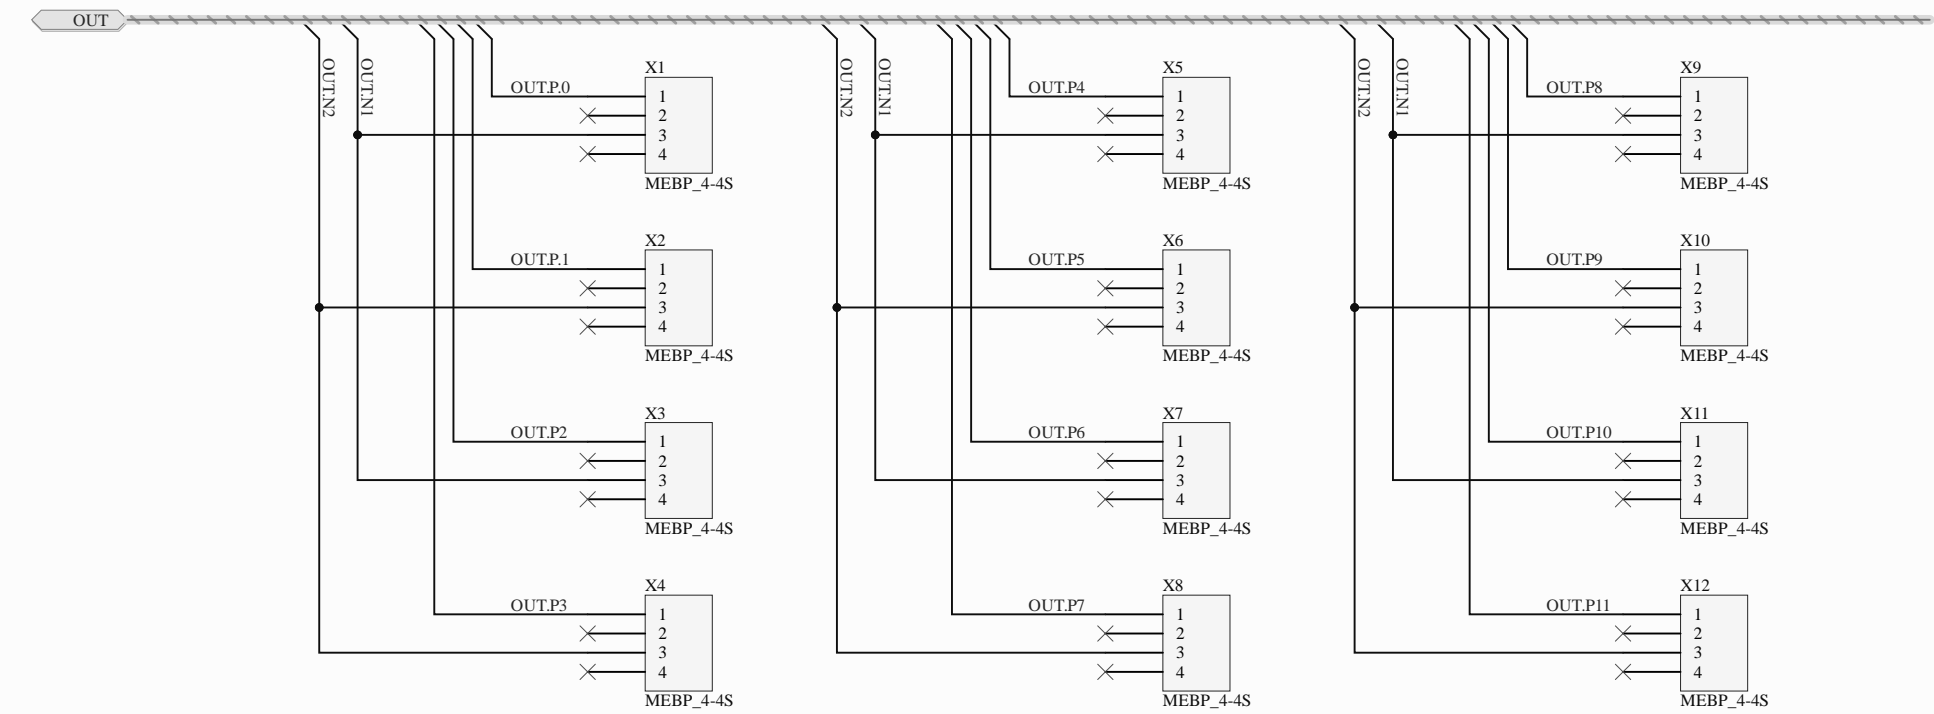 OUT
OUT.N2
OUT.N1
X1
OUT.P.0
1
2
3
4
MEBP_4-4S
X2
OUT.P.1
1
2
3
4
MEBP_4-4S
X3
OUT.P2
1
2
3
4
MEBP_4-4S
X4
OUT.P3
1
2
3
4
MEBP_4-4S
OUT.N2
OUT.N1
X5
OUT.P4
1
2
3
4
MEBP_4-4S
X6
OUT.P5
1
2
3
4
MEBP_4-4S
X7
OUT.P6
1
2
3
4
MEBP_4-4S
X8
OUT.P7
1
2
3
4
MEBP_4-4S
OUT.N2
OUT.N1
X9
OUT.P8
1
2
3
4
MEBP_4-4S
X10
OUT.P9
1
2
3
4
MEBP_4-4S
X11
OUT.P10
1
2
3
4
MEBP_4-4S
X12
OUT.P11
1
2
3
4
MEBP_4-4S